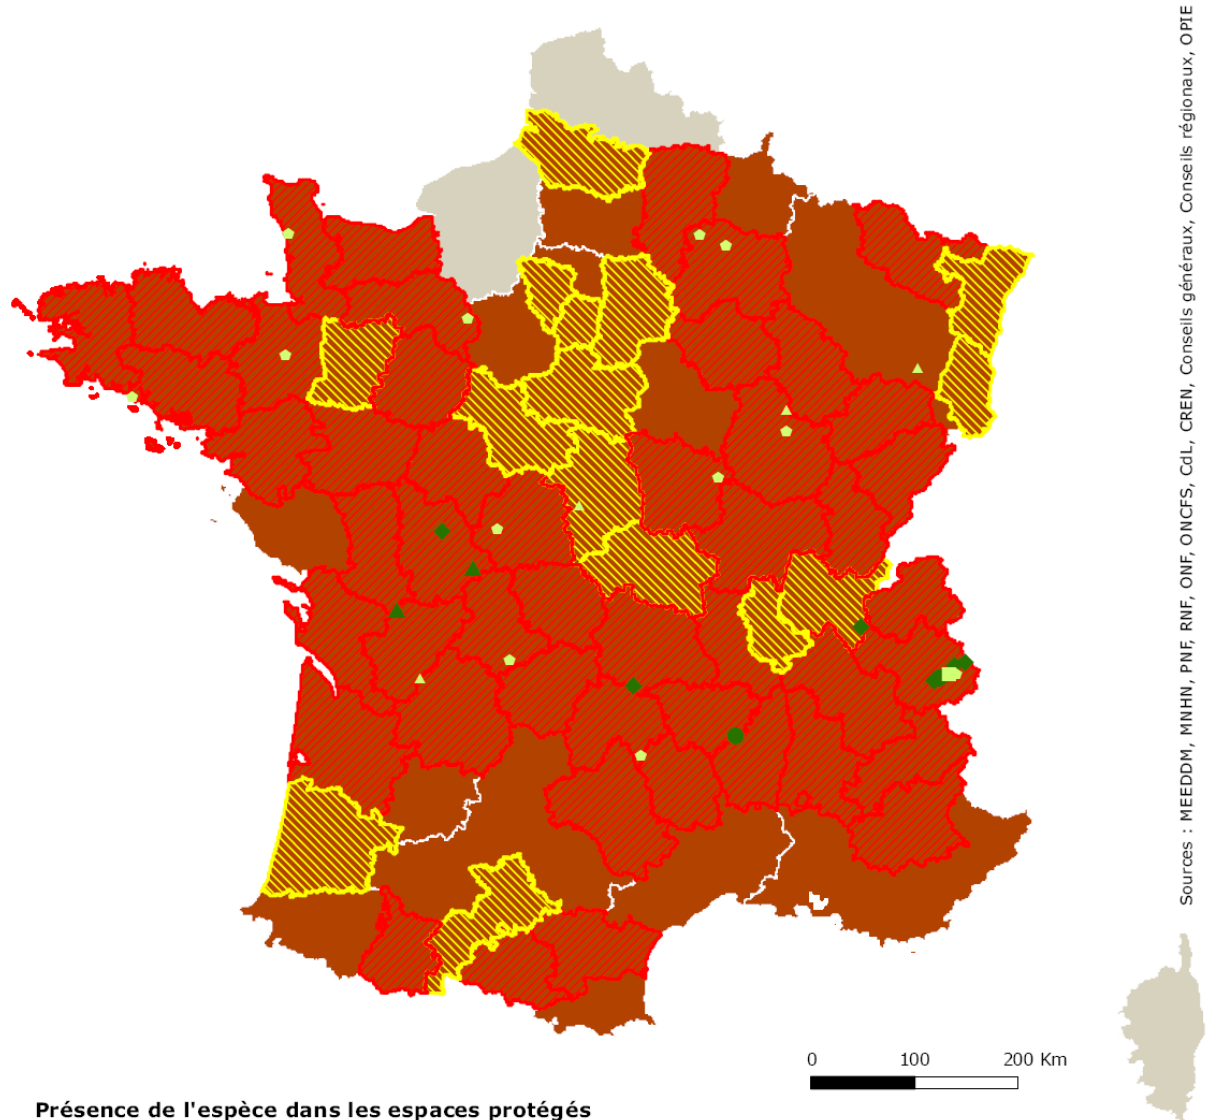 Sources : MEEDDM, MNHN, PNF, RNF, ONF, ONCFS, CdL, CREN, Conseils généraux, Conseils régionaux, OPIE
0 100 200 Km
Présence de l'espèce dans les espaces protégés